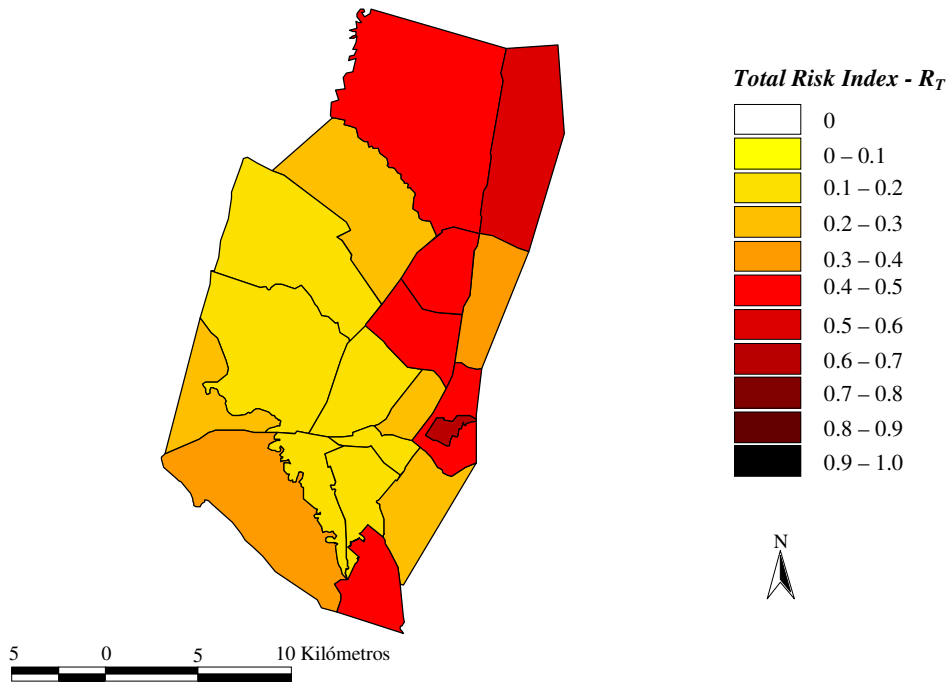 Total Risk Index - RT
0
0 – 0.1
0.1 – 0.2
0.2 – 0.3
0.3 – 0.4
0.4 – 0.5
0.5 – 0.6
0.6 – 0.7
0.7 – 0.8
0.8 – 0.9
0.9 – 1.0
N
5 0 5 10 Kilómetros